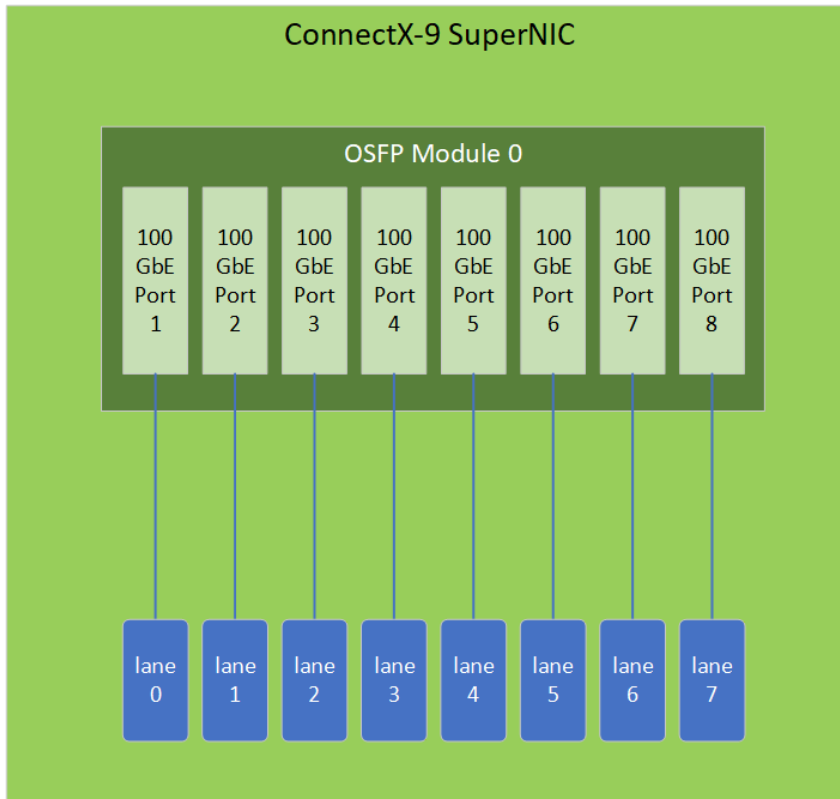 ConnectX-9 SuperNIC
OSFP Module 0
100
GbE
Port
1
100
GbE
Port
2
100
GbE
Port
3
100
GbE
Port
4
100
GbE
Port
5
100
GbE
Port
6
100
GbE
Port
7
100
GbE
Port
8
lane
0
lane
1
lane
2
lane
3
lane
4
lane
5
lane
6
lane
7